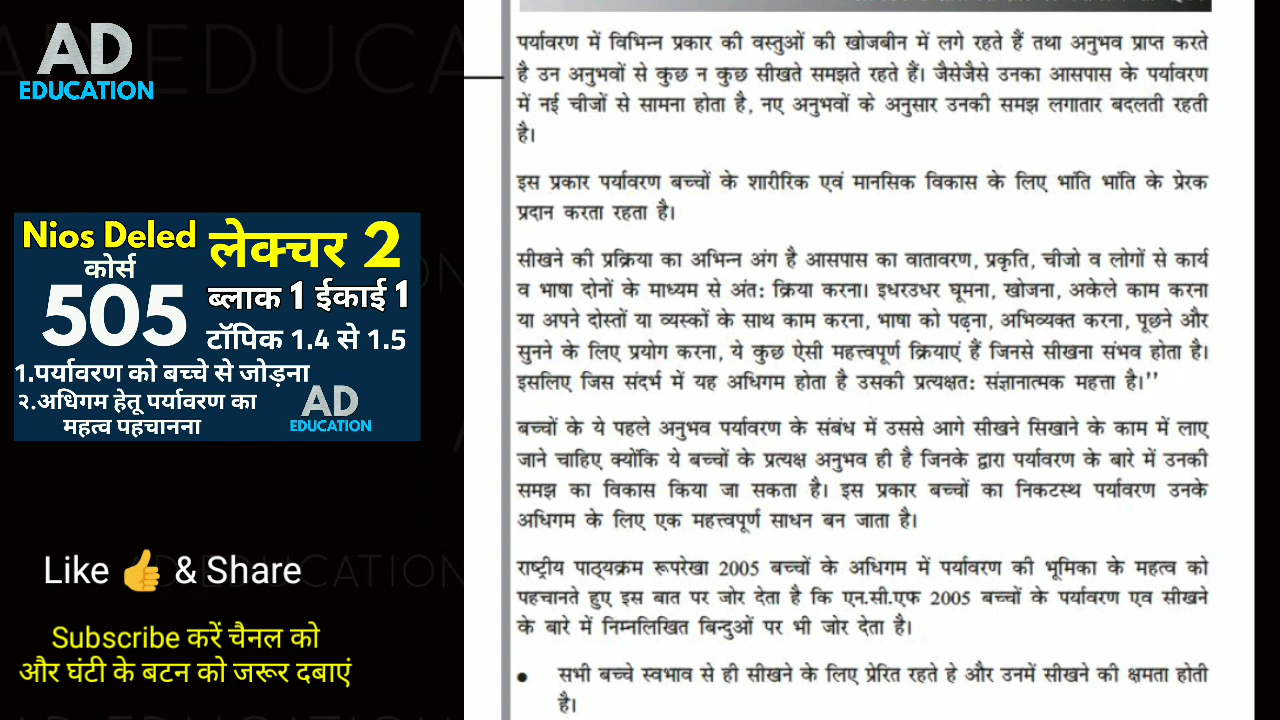 AD
EDUCATION
Nios Deled
कोर्स
505
लेक्चर 2
ब्लाक 1 ईकाई 1
टॉपिक 1.4 से 1.5
1.पर्यावरण को बच्चे से जोड़ना
२.अधिगम हेतू पर्यावरण का
महत्व पहचानना
AD
EDUCATION
Like 👍 & Share
Subscribe करें चैनल को
और घंटी के बटन को जरूर दबाएं
पर्यावरण में विभिन्न प्रकार की वस्तुओं की खोजबीन में लगे रहते हैं तथा अनुभव प्राप्त करते
है उन अनुभवों से कुछ न कुछ सीखते समझते रहते हैं। जैसेजैसे उनका आसपास के पर्यावरण
में नई चीजों से सामना होता है, नए अनुभवों के अनुसार उनकी समझ लगातार बदलती रहती
है।
इस प्रकार पर्यावरण बच्चों के शारीरिक एवं मानसिक विकास के लिए भांति भांति के प्रेरक
प्रदान करता रहता है।
सीखने की प्रक्रिया का अभिन्न अंग है आसपास का वातावरण, प्रकृति, चीजो व लोगों से कार्य
व भाषा दोनों के माध्यम से अंत: क्रिया करना। इधरउधर घूमना, खोजना, अकेले काम करना
या अपने दोस्तों या व्यस्कों के साथ काम करना, भाषा को पढ़ना, अभिव्यक्त करना, पूछने और
सुनने के लिए प्रयोग करना, ये कुछ ऐसी महत्त्वपूर्ण क्रियाएं हैं जिनसे सीखना संभव होता है।
इसलिए जिस संदर्भ में यह अधिगम होता है उसकी प्रत्यक्षत: संज्ञानात्मक महत्ता है।’’
बच्चों के ये पहले अनुभव पर्यावरण के संबंध में उससे आगे सीखने सिखाने के काम में लाए
जाने चाहिए क्योंकि ये बच्चों के प्रत्यक्ष अनुभव ही है जिनके द्वारा पर्यावरण के बारे में उनकी
समझ का विकास किया जा सकता है। इस प्रकार बच्चों का निकटस्थ पर्यावरण उनके
अधिगम के लिए एक महत्त्वपूर्ण साधन बन जाता है।
राष्ट्रीय पाठ्यक्रम रूपरेखा 2005 बच्चों के अधिगम में पर्यावरण की भूमिका के महत्व को
पहचानते हुए इस बात पर जोर देता है कि एन.सी.एफ 2005 बच्चों के पर्यावरण एव सीखने
के बारे में निम्नलिखित बिन्दुओं पर भी जोर देता है।
● सभी बच्चे स्वभाव से ही सीखने के लिए प्रेरित रहते हे और उनमें सीखने की क्षमता होती
है।